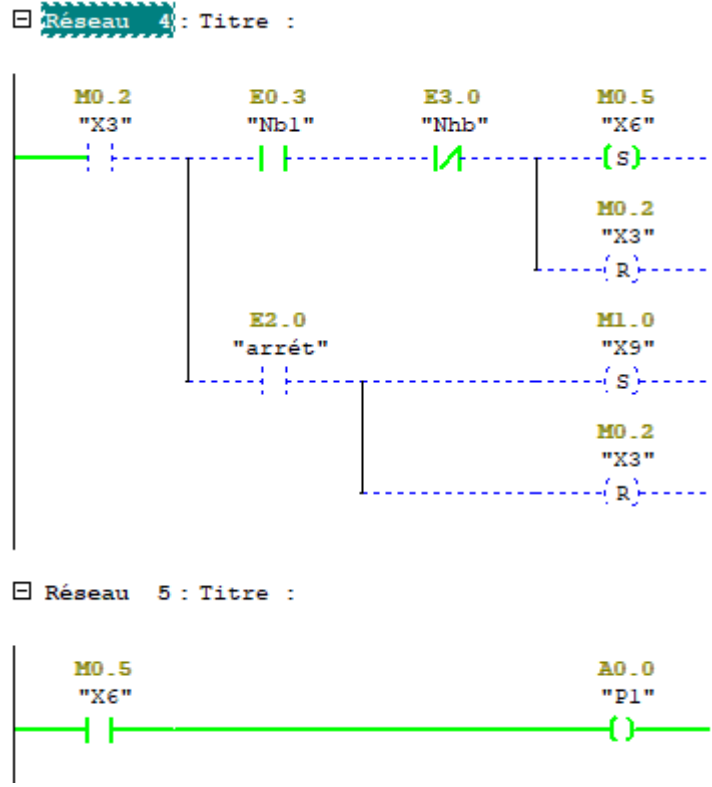 Réseau 4 : Titre :
M0.2 E0.3 E3.0 M0.5
"X3" "Nb1" "Nhb" "X6"
S
M0.2
"X3"
R
E2.0 M1.0
"arrét" "X9"
S
M0.2
"X3"
R
Réseau 5 : Titre :
M0.5 A0.0
"X6" "P1"